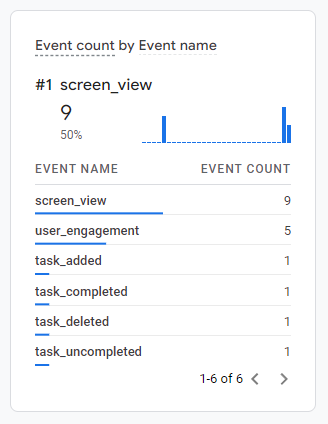 Event count by Event name
#1 screen_view
9
50%
EVENT NAME EVENT COUNT
screen_view 9
user_engagement 5
task_added 1
task_completed 1
task_deleted 1
task_uncompleted 1
1-6 of 6